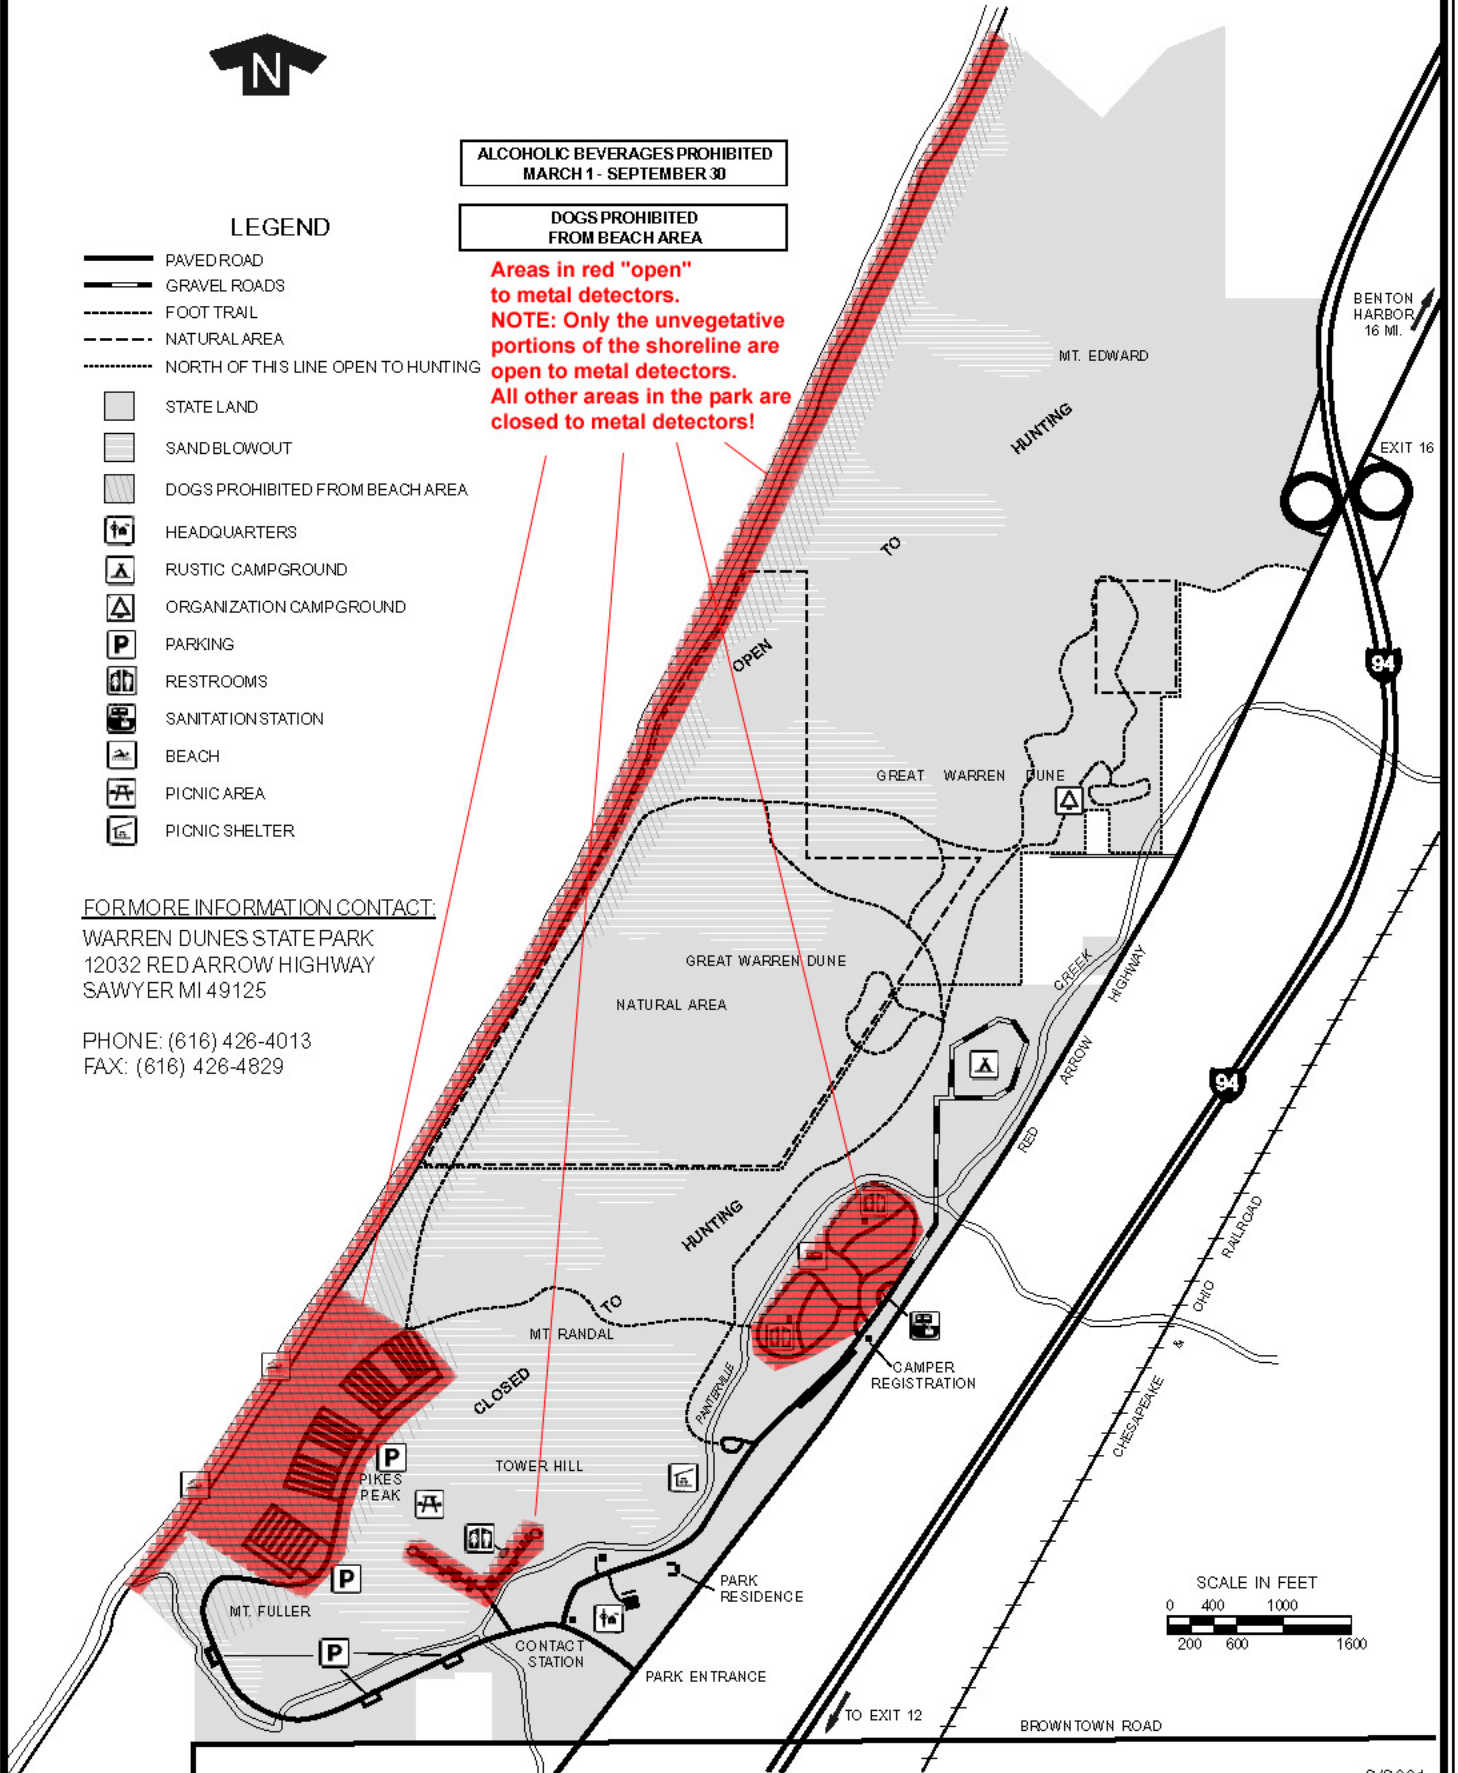 N
ALCOHOLIC BEVERAGES PROHIBITED
MARCH 1 - SEPTEMBER 30
DOGS PROHIBITED
FROM BEACH AREA
Areas in red "open"
to metal detectors.
NOTE: Only the unvegetative
portions of the shoreline are
open to metal detectors.
All other areas in the park are
closed to metal detectors!
LEGEND
PAVED ROAD
GRAVEL ROADS
FOOT TRAIL
NATURAL AREA
NORTH OF THIS LINE OPEN TO HUNTING
STATE LAND
SAND BLOWOUT
DOGS PROHIBITED FROM BEACH AREA
HEADQUARTERS
RUSTIC CAMPGROUND
ORGANIZATION CAMPGROUND
P PARKING
RESTROOMS
SANITATION STATION
BEACH
PICNIC AREA
PICNIC SHELTER
FOR MORE INFORMATION CONTACT:
WARREN DUNES STATE PARK
12032 RED ARROW HIGHWAY
SAWYER MI 49125
PHONE: (616) 426-4013
FAX: (616) 426-4829
BENTON
HARBOR
16 MI.
MT. EDWARD
EXIT 16
OPEN TO HUNTING
94
GREAT WARREN DUNE
GREAT WARREN DUNE
NATURAL AREA
CREEK
RED ARROW HIGHWAY
94
CLOSED TO HUNTING
MT RANDAL
PAINTERVILLE
CAMPER
REGISTRATION
CHESAPEAKE & OHIO RAILROAD
P
PIKES
PEAK
TOWER HILL
P
MT. FULLER
P
PARK
RESIDENCE
CONTACT
STATION
PARK ENTRANCE
SCALE IN FEET
0 400 1000
200 600 1600
TO EXIT 12
BROWNTOWN ROAD